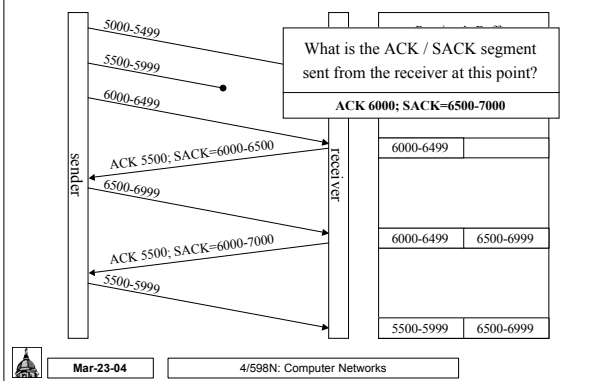 5000-5499
What is the ACK / SACK segment
sent from the receiver at this point?
ACK 6000; SACK=6500-7000
5500-5999
6000-6499
ACK 5500; SACK=6000-6500
6000-6499
sender
receiver
6500-6999
6000-6499 6500-6999
ACK 5500; SACK=6000-7000
5500-5999
5500-5999 6500-6999
Mar-23-04
4/598N: Computer Networks